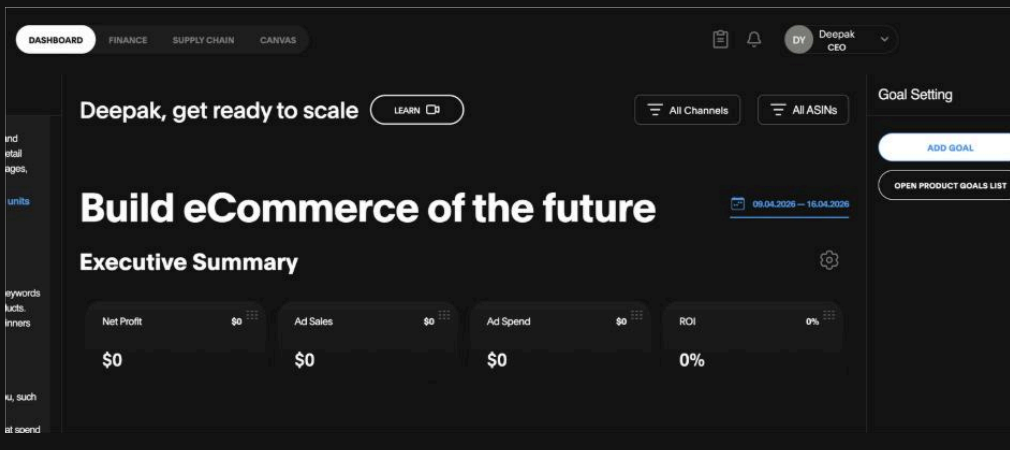 DASHBOARD
FINANCE
SUPPLY CHAIN
CANVAS
DY
Deepak
CEO
and
etail
ages,
units
eywords
ducts.
inners
ou, such
at spend
Deepak, get ready to scale
LEARN
All Channels
All ASINs
Build eCommerce of the future
09.04.2026 — 16.04.2026
Executive Summary
Net Profit
$0
$0
Ad Sales
$0
$0
Ad Spend
$0
$0
ROI
0%
0%
Goal Setting
ADD GOAL
OPEN PRODUCT GOALS LIST